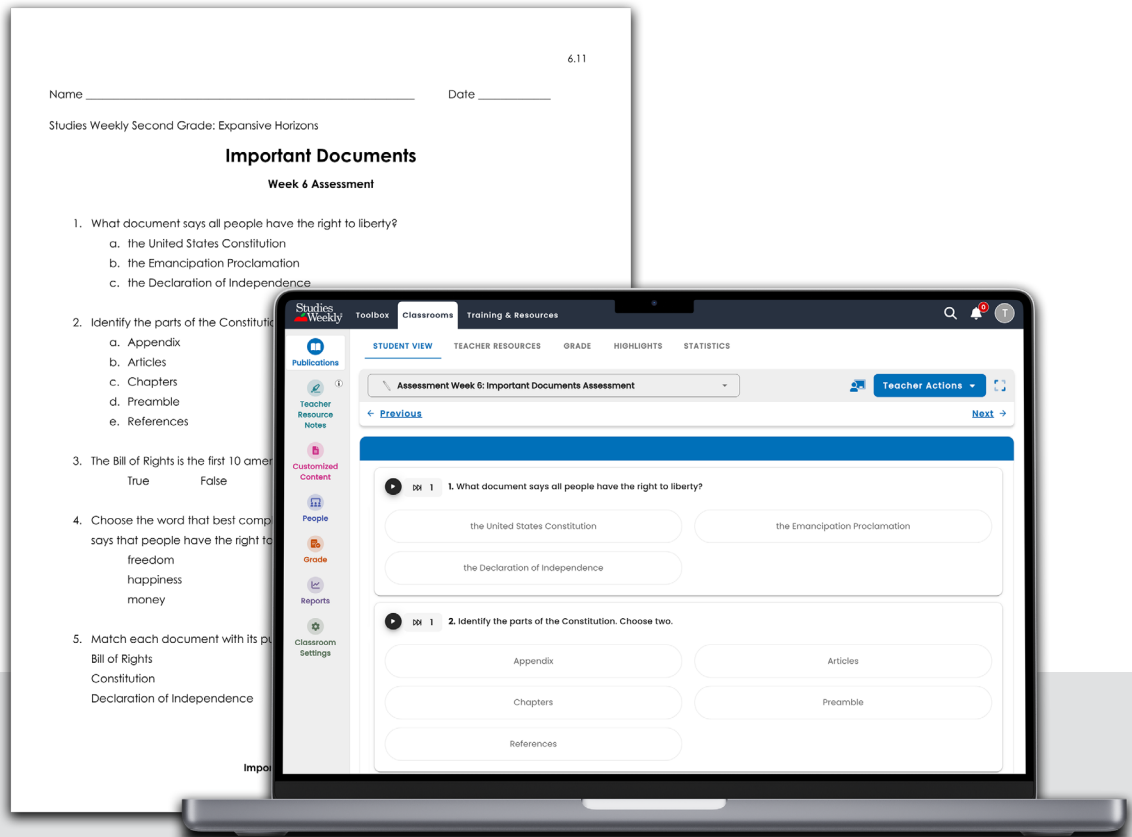 6.11
Name Date
Studies Weekly Second Grade: Expansive Horizons
Important Documents
Week 6 Assessment
1. What document says all people have the right to liberty?
a. the United States Constitution
b. the Emancipation Proclamation
c. the Declaration of Independence
2. Identify the parts of the
a. Appendix
b. Articles
c. Chapters
d. Preamble
e. References
3. The Bill of Rights is the first 10
True False
4. Choose the word that best
says that people have the right to
freedom
happiness
money
5. Match each document with its
Bill of Rights
Constitution
Declaration of Independence
Studies
Weekly
Toolbox Classrooms Training & Resources 0 T
Publications
Teacher
Resource
Notes
Customized
Content
People
Grade
Reports
Classroom
Settings
STUDENT VIEW TEACHER RESOURCES GRADE HIGHLIGHTS STATISTICS
Assessment Week 6: Important Documents Assessment Teacher Actions
← Previous Next →
1 1. What document says all people have the right to liberty?
the United States Constitution the Emancipation Proclamation
the Declaration of Independence
1 2. Identify the parts of the Constitution. Choose two.
Appendix Articles
Chapters Preamble
References